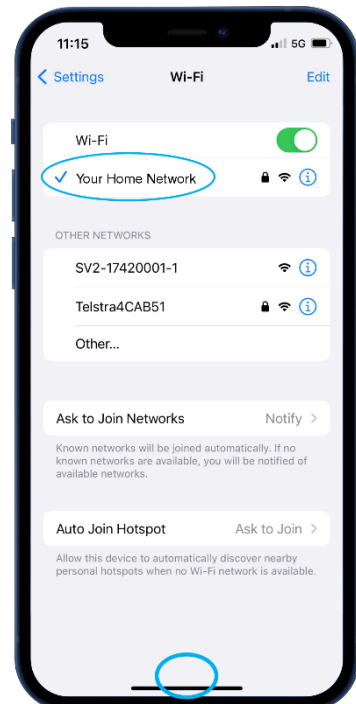 11:15 5G
Settings Wi-Fi Edit
Wi-Fi
Your Home Network
OTHER NETWORKS
SV2-17420001-1
Telstra4CAB51
Other...
Ask to Join Networks Notify
Known networks will be joined automatically. If no
known networks are available, you will be notified of
available networks.
Auto Join Hotspot Ask to Join
Allow this device to automatically discover nearby
personal hotspots when no Wi-Fi network is available.